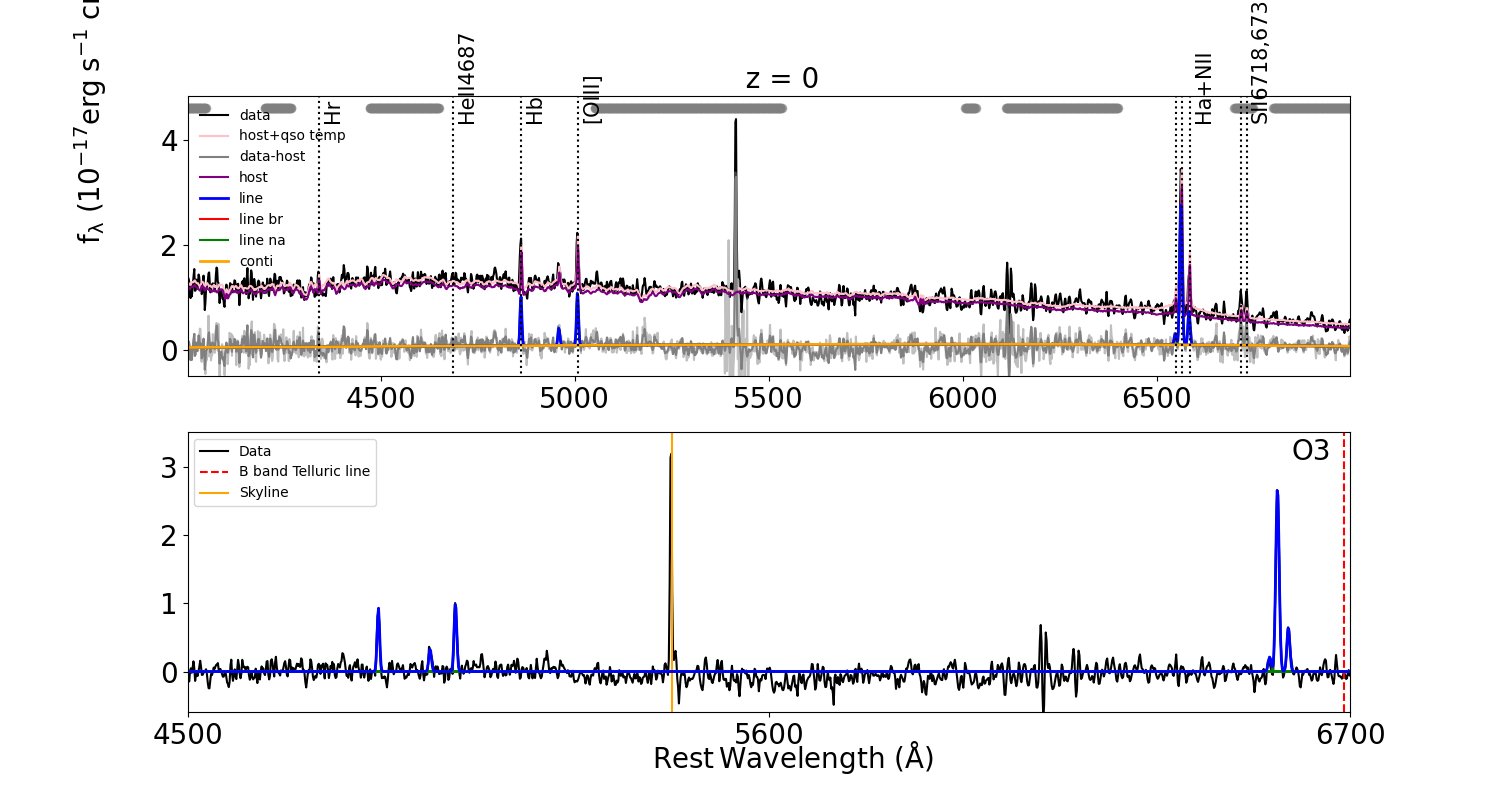 z = 0
f_λ (10^−17 erg s^−1
Hr
HeII4687
Hb
[OIII]
Ha+NII
SII6718,673
data
host+qso temp
data-host
host
line
line br
line na
conti
4
2
0
4500
5000
5500
6000
6500
Data
B band Telluric line
Skyline
O3
3
2
1
0
4500
5600
6700
Rest Wavelength (Å)